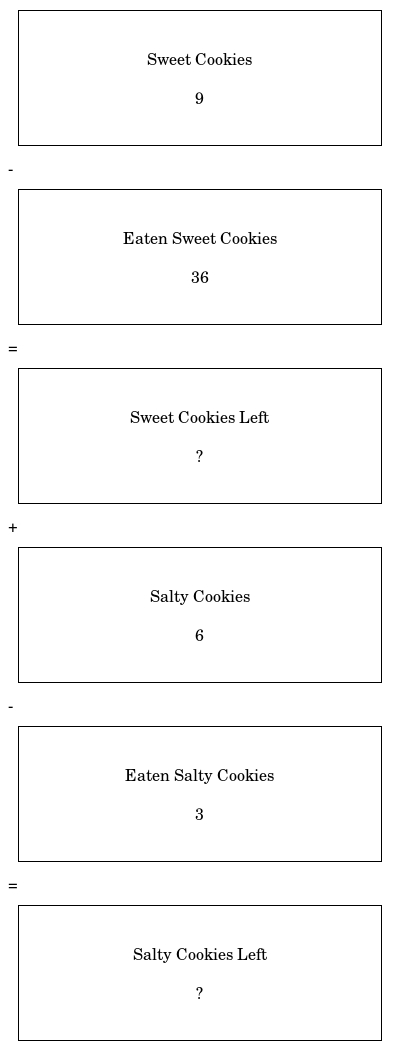 Sweet Cookies
9
-
Eaten Sweet Cookies
36
=
Sweet Cookies Left
?
+
Salty Cookies
6
-
Eaten Salty Cookies
3
=
Salty Cookies Left
?